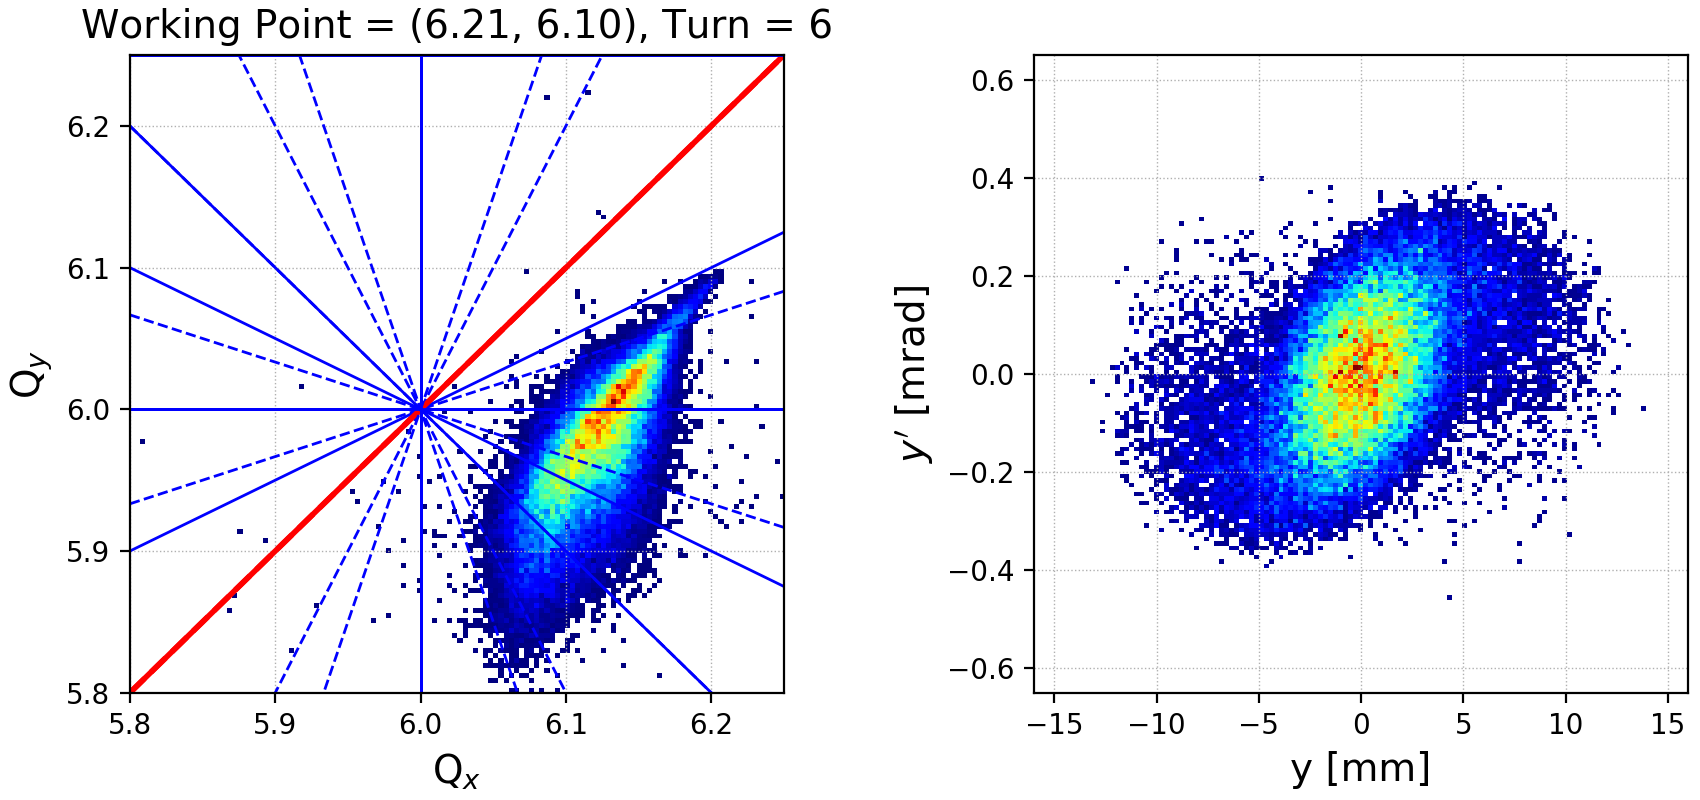 Working Point = (6.21, 6.10), Turn = 6
6.2
6.1
6.0
5.9
5.8
Q_y
5.8 5.9 6.0 6.1 6.2
Q_x
0.6
0.4
0.2
0.0
−0.2
−0.4
−0.6
y′ [mrad]
−15 −10 −5 0 5 10 15
y [mm]